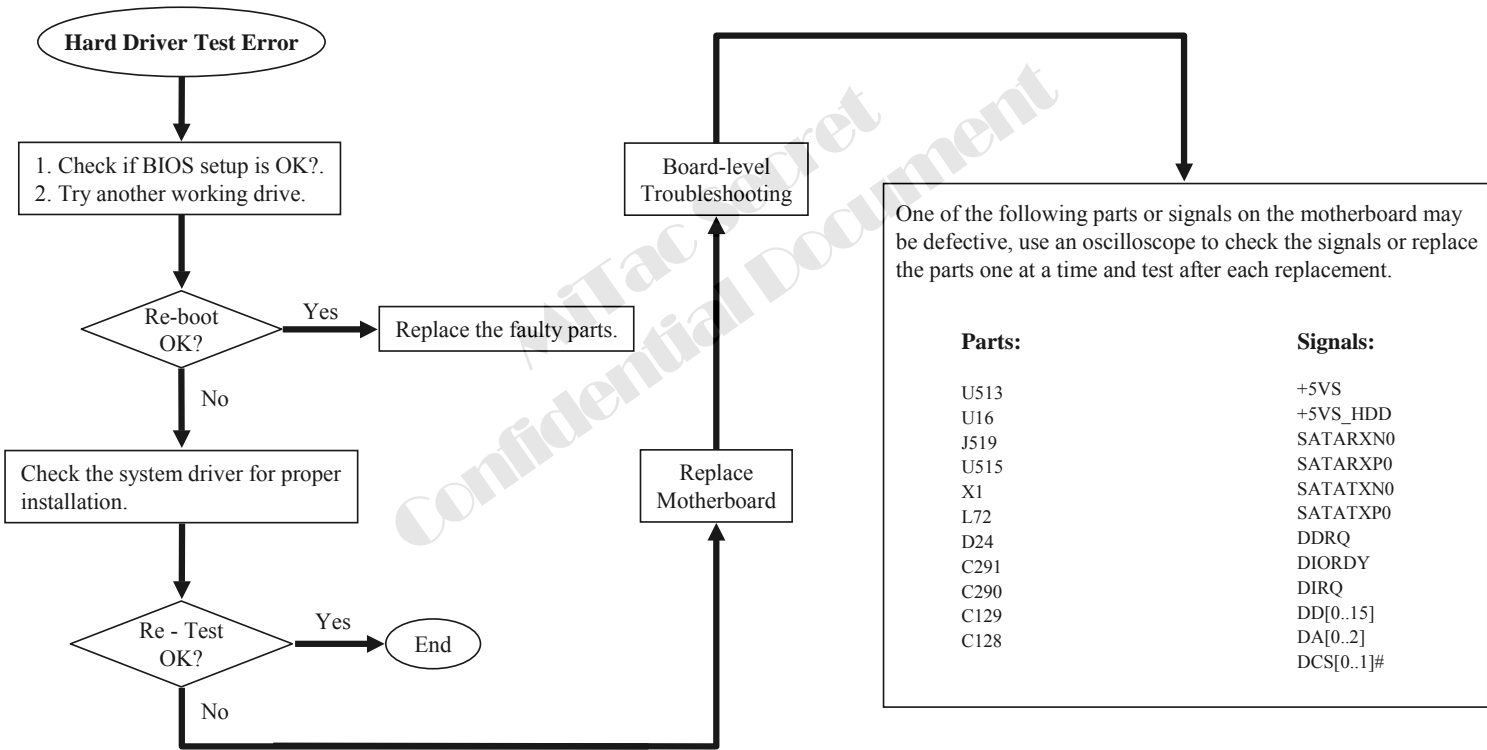 Hard Driver Test Error
1. Check if BIOS setup is OK?.
2. Try another working drive.
Re-boot
OK?
Yes
Replace the faulty parts.
No
Check the system driver for proper
installation.
Re - Test
OK?
Yes
End
No
Replace
Motherboard
Board-level
Troubleshooting
One of the following parts or signals on the motherboard may
be defective, use an oscilloscope to check the signals or replace
the parts one at a time and test after each replacement.
Parts:
U513
U16
J519
U515
X1
L72
D24
C291
C290
C129
C128
Signals:
+5VS
+5VS_HDD
SATARXN0
SATARXP0
SATATXN0
SATATXP0
DDRQ
DIORDY
DIRQ
DD[0..15]
DA[0..2]
DCS[0..1]#
MiTac Secret
Confidential Document